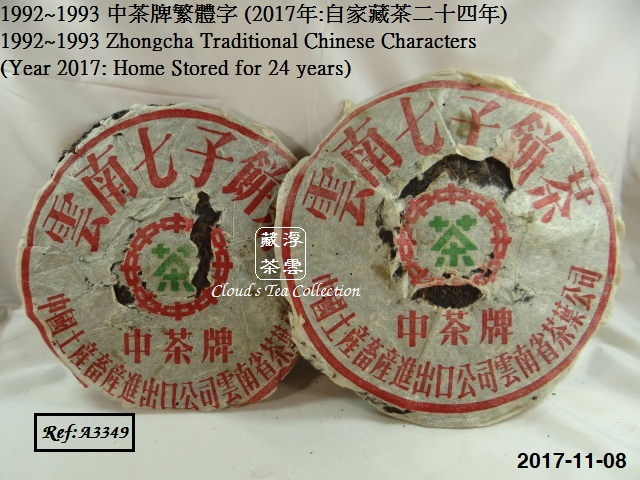 1992~1993 中茶牌繁體字 (2017年:自家藏茶二十四年)
1992~1993 Zhongcha Traditional Chinese Characters
(Year 2017: Home Stored for 24 years)
雲南七子餅
中茶牌
中國土產畜產進出口公司雲南省茶葉
雲南七子餅茶
茶
中茶牌
中國土產畜產進出口公司雲南省茶葉公司
茶
藏淳
茶雲
Cloud's Tea Collection
Ref: A3349
2017-11-08